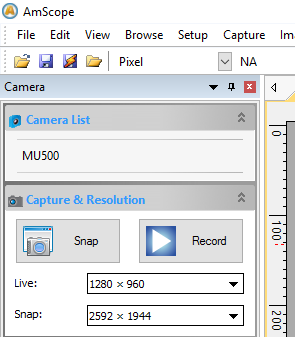 AmScope
File Edit View Browse Setup Capture
Pixel NA
Camera
Camera List
MU500
Capture & Resolution
Snap Record
Live: 1280 × 960
Snap: 2592 × 1944
0
100
200